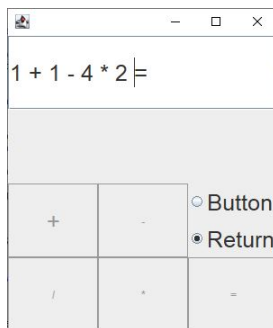 1 + 1 - 4 * 2 =
+ -
Button
Return
/ * =